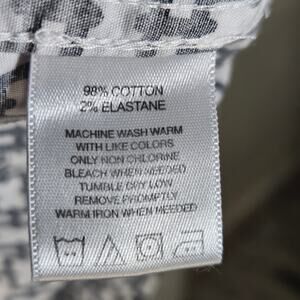 98% COTTON
2% ELASTANE
MACHINE WASH WARM
WITH LIKE COLORS
ONLY NON CHLORINE
BLEACH WHEN NEEDED
TUMBLE DRY LOW
REMOVE PROMPTLY
WARM IRON WHEN NEEDED